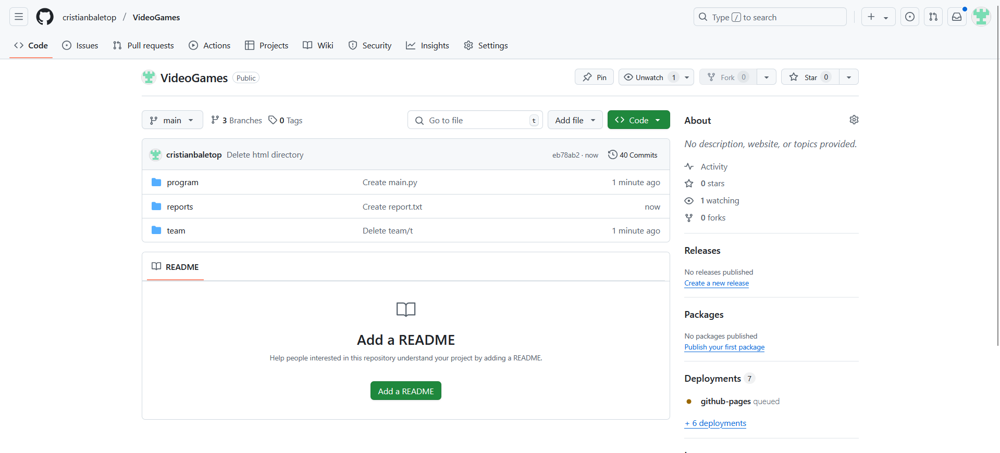 cristianbaletop / VideoGames
Type / to search
Code Issues Pull requests Actions Projects Wiki Security Insights Settings
VideoGames Public
Pin Unwatch 1 Fork 0 Star 0
main 3 Branches 0 Tags
Go to file t Add file Code
cristianbaletop Delete html directory eb78ab2 · now 40 Commits
program Create main.py 1 minute ago
reports Create report.txt now
team Delete team/t 1 minute ago
README
Add a README
Help people interested in this repository understand your project by adding a README.
Add a README
About
No description, website, or topics provided.
Activity
0 stars
1 watching
0 forks
Releases
No releases published
Create a new release
Packages
No packages published
Publish your first package
Deployments 7
github-pages queued
+ 6 deployments